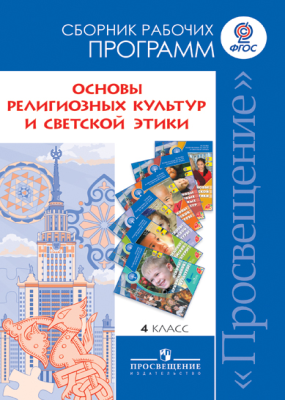 СБОРНИК РАБОЧИХ
ПРОГРАММ
ФГОС
ОСНОВЫ
РЕЛИГИОЗНЫХ КУЛЬТУР
И СВЕТСКОЙ ЭТИКИ
«Просвещение»
4 КЛАСС
ПРОСВЕЩЕНИЕ
ИЗДАТЕЛЬСТВО